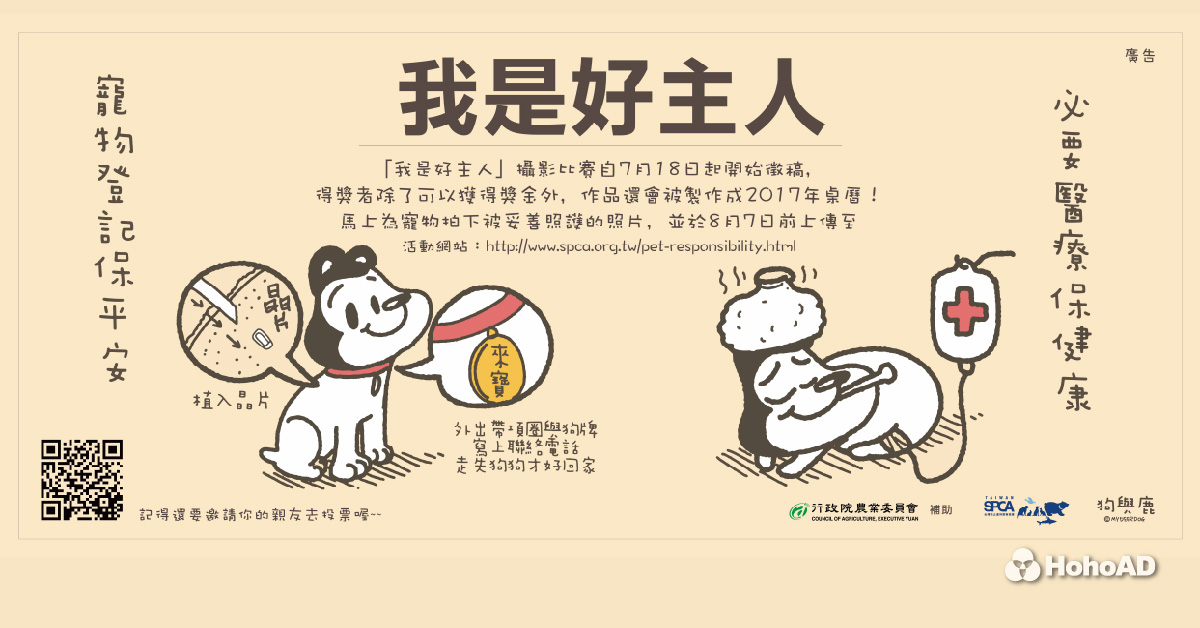 廣告
我是好主人
寵物登記保平安
必要醫療保健康
「我是好主人」攝影比賽自7月18日起開始徵稿，
得獎者除了可以獲得獎金外，作品還會被製作成2017年桌曆！
馬上為寵物拍下被妥善照護的照片，並於8月7日前上傳至
活動網站：http://www.spca.org.tw/pet-responsibility.html
晶片
來寶
植入晶片
外出帶項圈與狗牌
寫上聯絡電話
走失狗狗才好回家
記得還要邀請你的親友去投票喔~~
行政院農業委員會 補助
COUNCIL OF AGRICULTURE, EXECUTIVE YUAN
TAIWAN
SPCA
狗與鹿
©MYDEERDOG
HohoAD